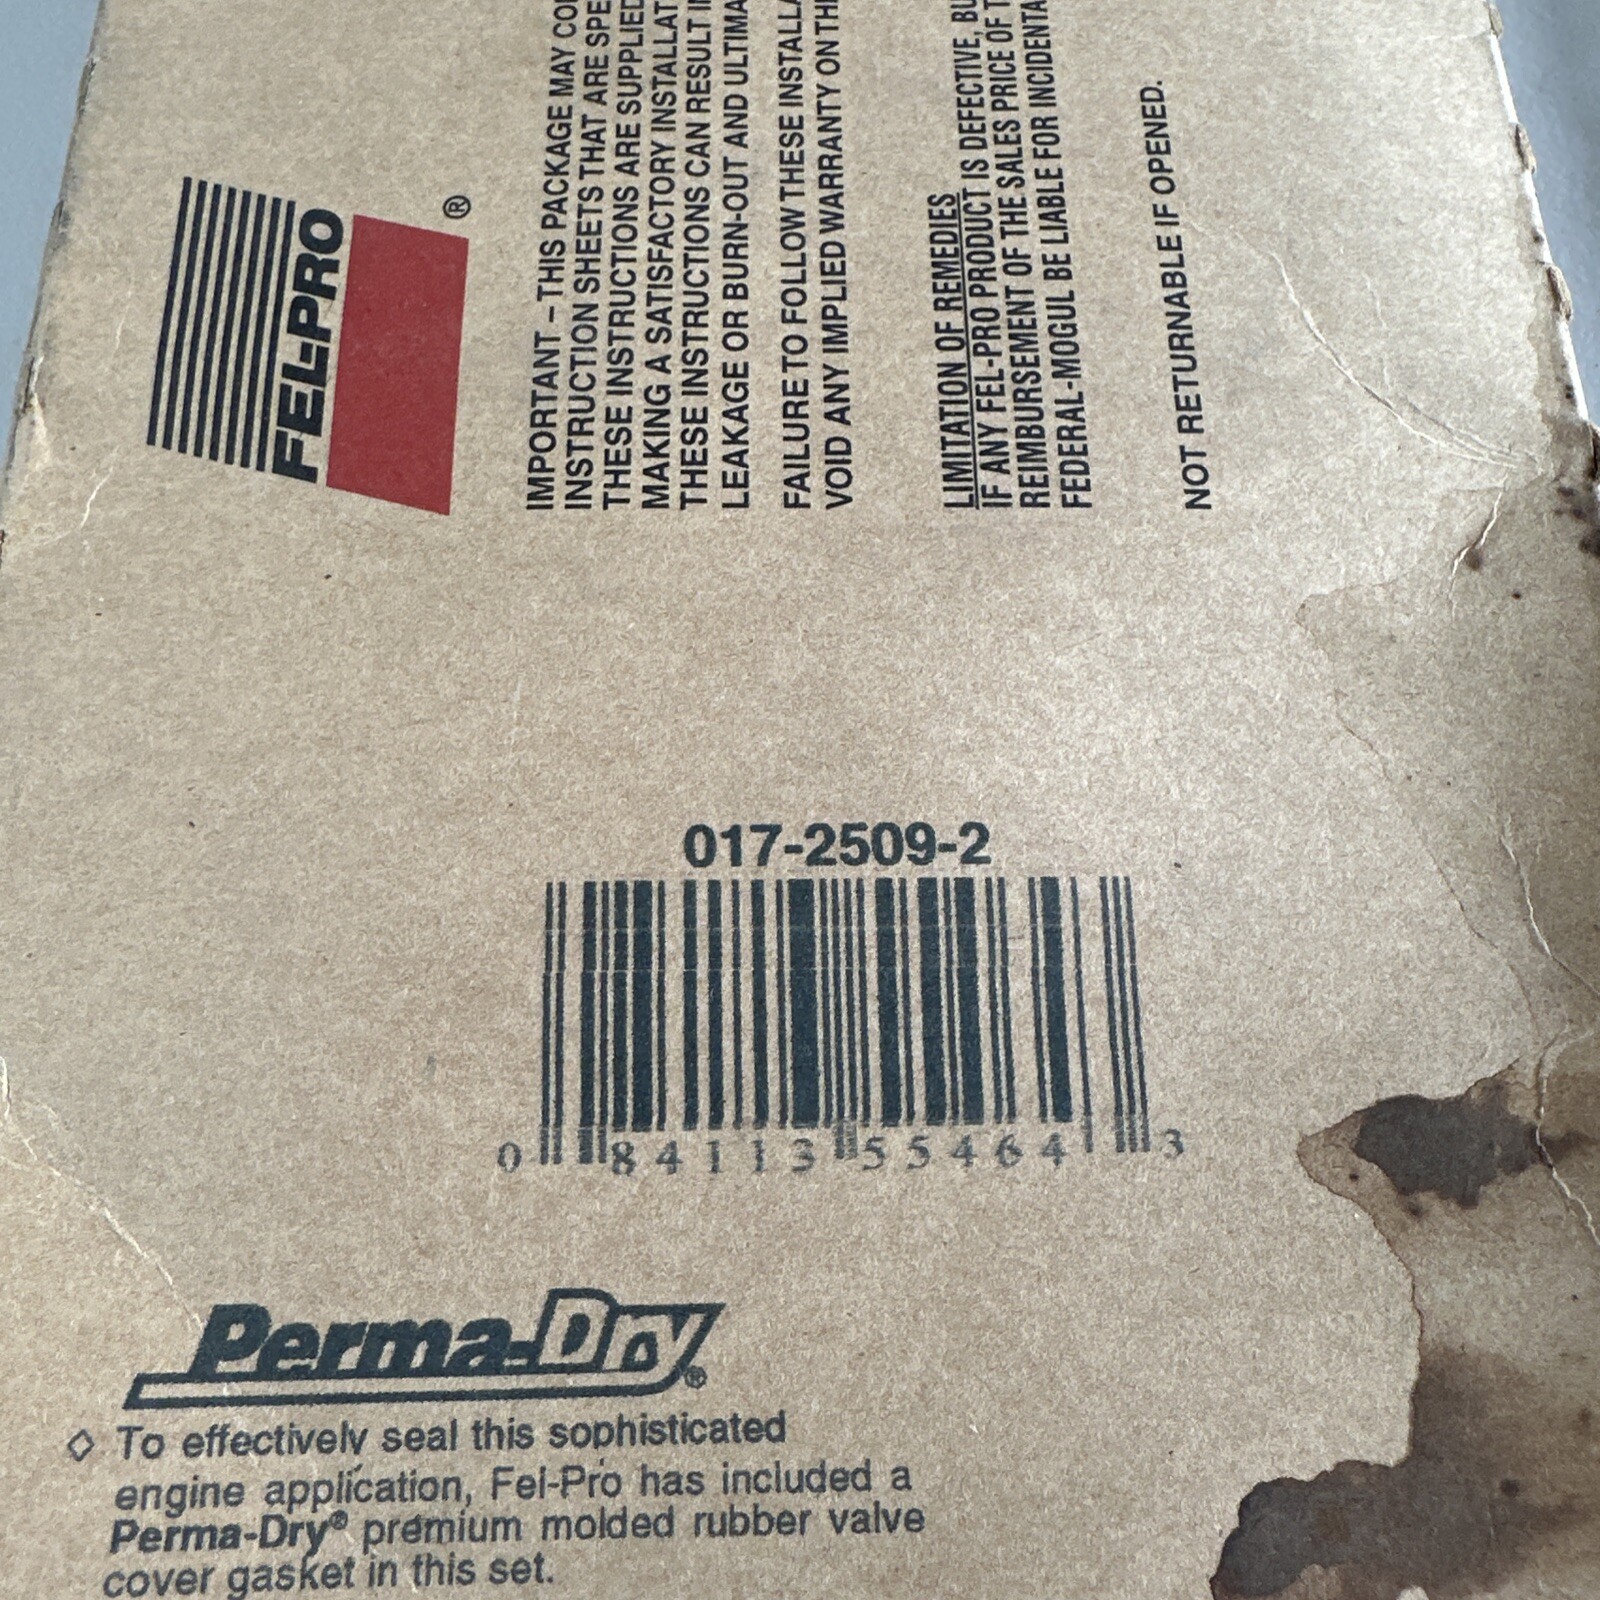 FEL-PRO
®
IMPORTANT – THIS PACKAGE MAY
INSTRUCTION SHEETS THAT ARE
THESE INSTRUCTIONS ARE SUPPLIED
MAKING A SATISFACTORY
THESE INSTRUCTIONS CAN RESULT
LEAKAGE OR BURN-OUT AND
FAILURE TO FOLLOW THESE
VOID ANY IMPLIED WARRANTY ON
LIMITATION OF REMEDIES
IF ANY FEL-PRO PRODUCT IS DEFECTIVE,
REIMBURSEMENT OF THE SALES PRICE OF
FEDERAL-MOGUL BE LIABLE FOR
NOT RETURNABLE IF OPENED.
017-2509-2
0 84113 55464 3
Perma-Dry®
◇ To effectively seal this sophisticated
engine application, Fel-Pro has included a
Perma-Dry® premium molded rubber valve
cover gasket in this set.